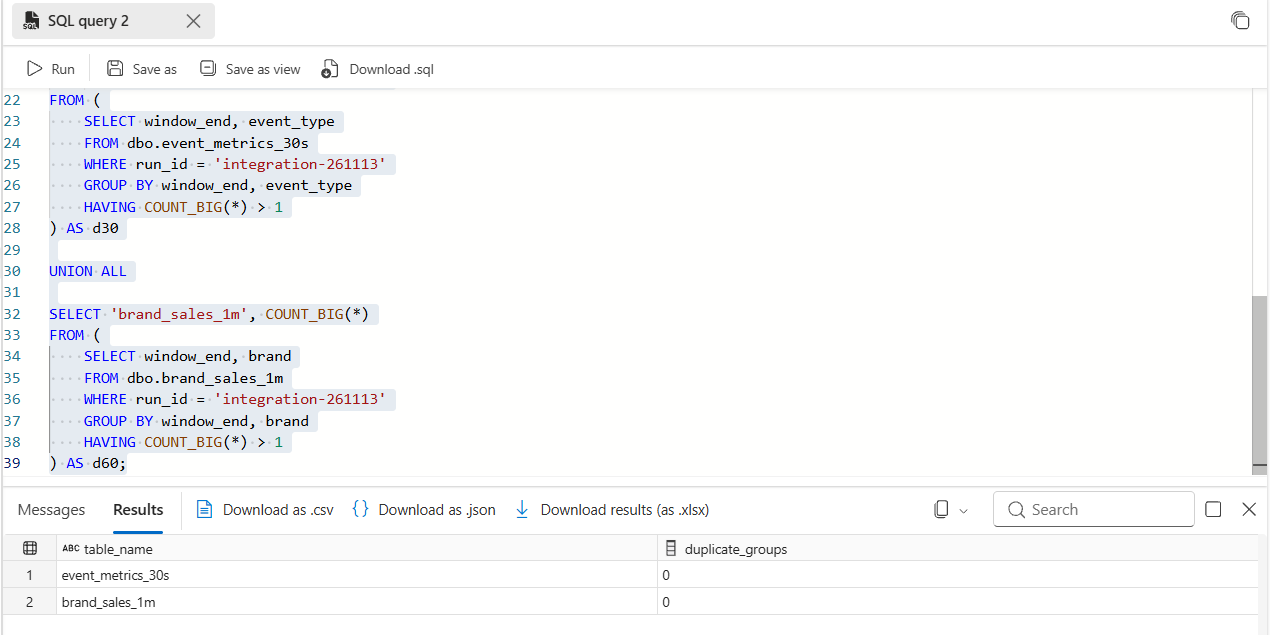 SQL query 2
Run Save as Save as view Download .sql
22 FROM (
23 SELECT window_end, event_type
24 FROM dbo.event_metrics_30s
25 WHERE run_id = 'integration-261113'
26 GROUP BY window_end, event_type
27 HAVING COUNT_BIG(*) > 1
28 ) AS d30
29
30 UNION ALL
31
32 SELECT 'brand_sales_1m', COUNT_BIG(*)
33 FROM (
34 SELECT window_end, brand
35 FROM dbo.brand_sales_1m
36 WHERE run_id = 'integration-261113'
37 GROUP BY window_end, brand
38 HAVING COUNT_BIG(*) > 1
39 ) AS d60;
Messages Results Download as .csv {} Download as .json Download results (as .xlsx) Search
ABC table_name duplicate_groups
1 event_metrics_30s 0
2 brand_sales_1m 0